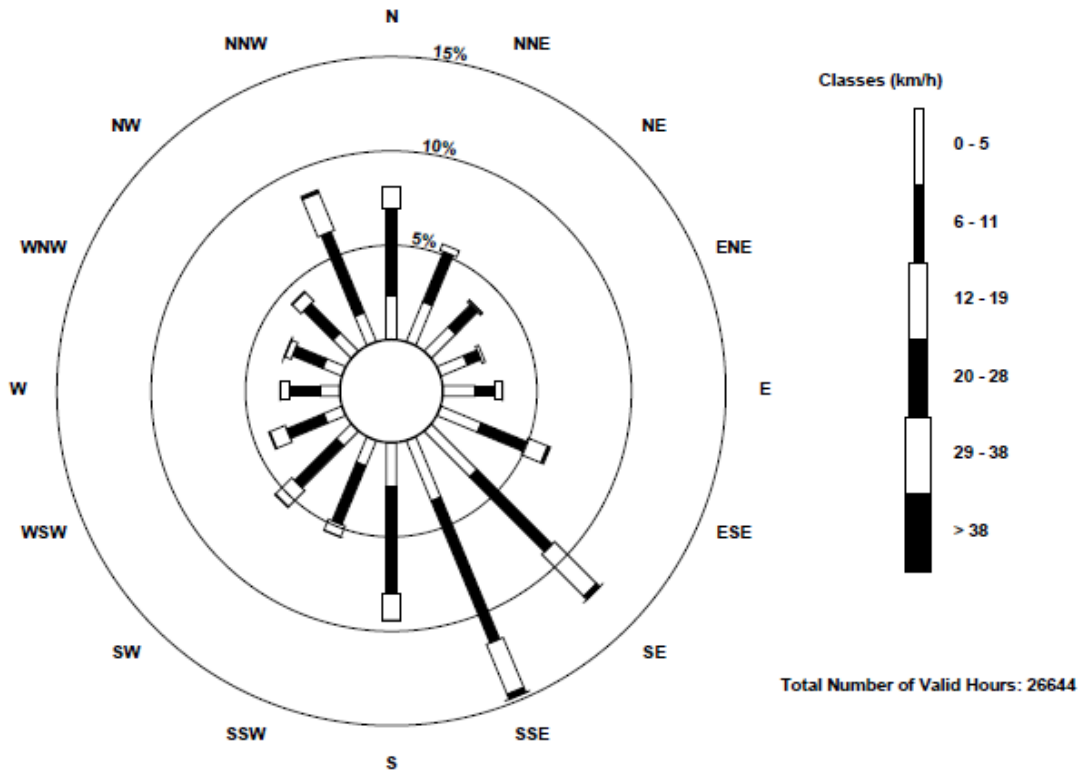 N
NNW
NNE
15%
Classes (km/h)
NW
NE
0 - 5
10%
6 - 11
5%
WNW
ENE
12 - 19
20 - 28
W
E
29 - 38
WSW
ESE
> 38
SW
SE
Total Number of Valid Hours: 26644
SSW
SSE
S